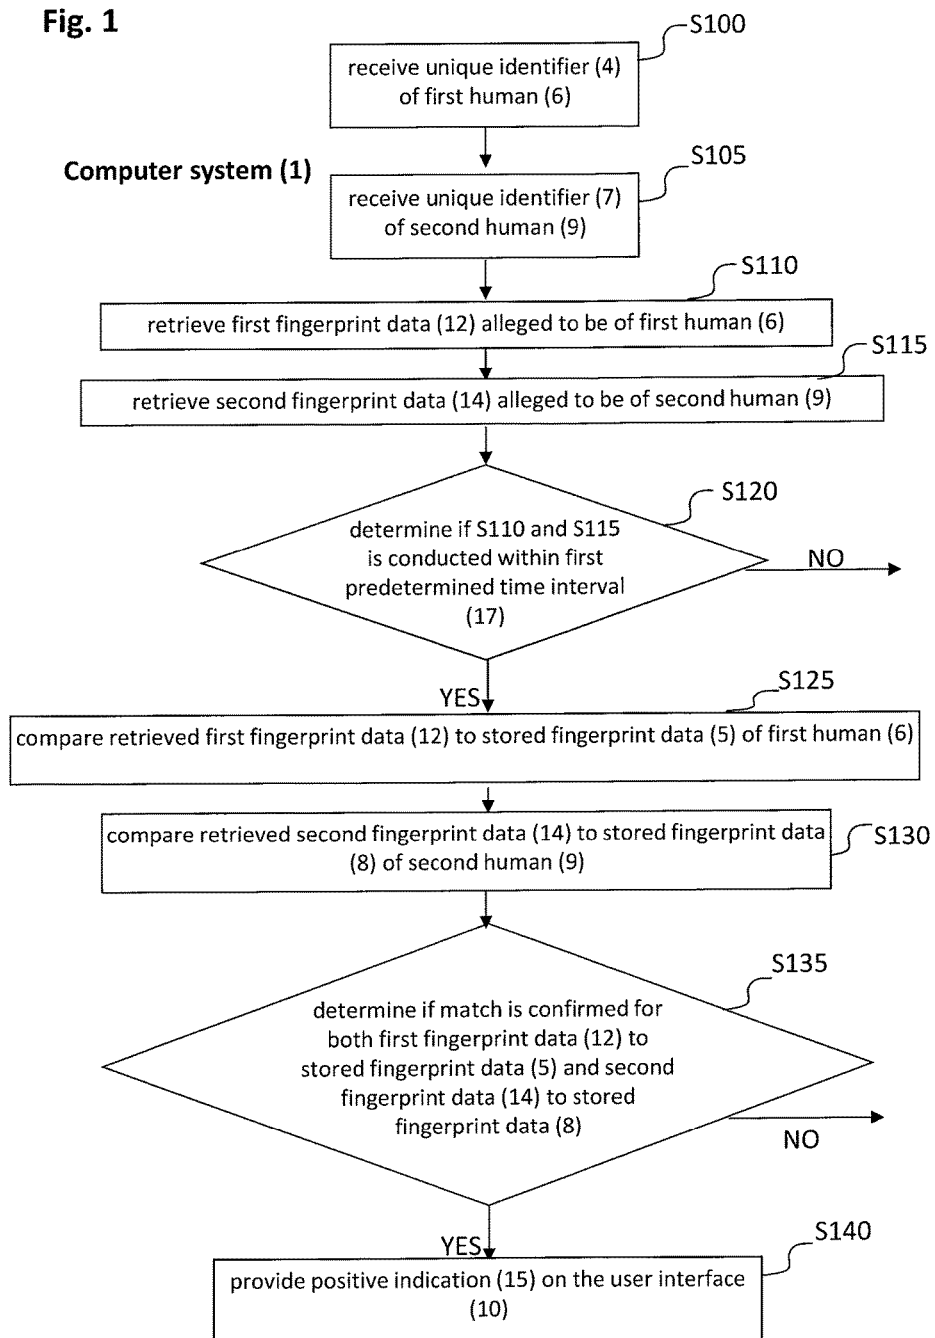 Fig. 1
S100
receive unique identifier (4)
of first human (6)
Computer system (1)
S105
receive unique identifier (7)
of second human (9)
S110
retrieve first fingerprint data (12) alleged to be of first human (6)
S115
retrieve second fingerprint data (14) alleged to be of second human (9)
S120
determine if S110 and S115
is conducted within first
predetermined time interval
(17)
NO
YES
S125
compare retrieved first fingerprint data (12) to stored fingerprint data (5) of first human (6)
compare retrieved second fingerprint data (14) to stored fingerprint data
(8) of second human (9)
S130
S135
determine if match is confirmed for
both first fingerprint data (12) to
stored fingerprint data (5) and second
fingerprint data (14) to stored
fingerprint data (8)
NO
YES
S140
provide positive indication (15) on the user interface
(10)